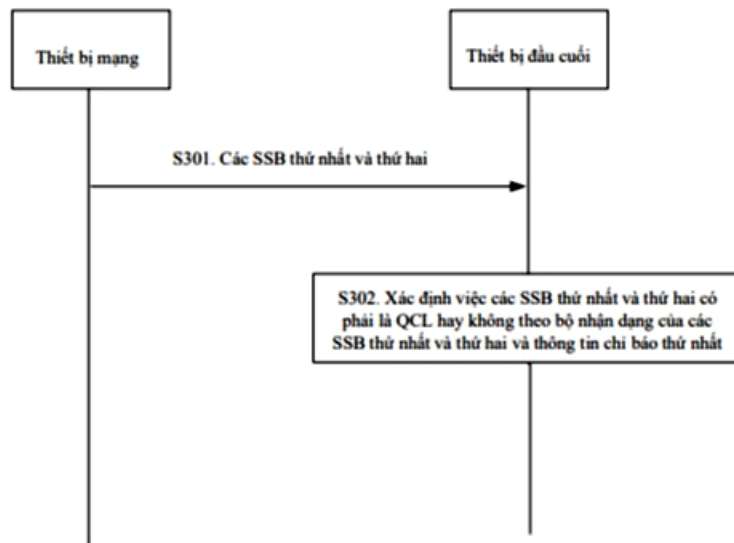 Thiết bị mạng
Thiết bị đầu cuối
S301. Các SSB thứ nhất và thứ hai
S302. Xác định việc các SSB thứ nhất và thứ hai có
phải là QCL hay không theo bộ nhận dạng của các
SSB thứ nhất và thứ hai và thông tin chỉ báo thứ nhất